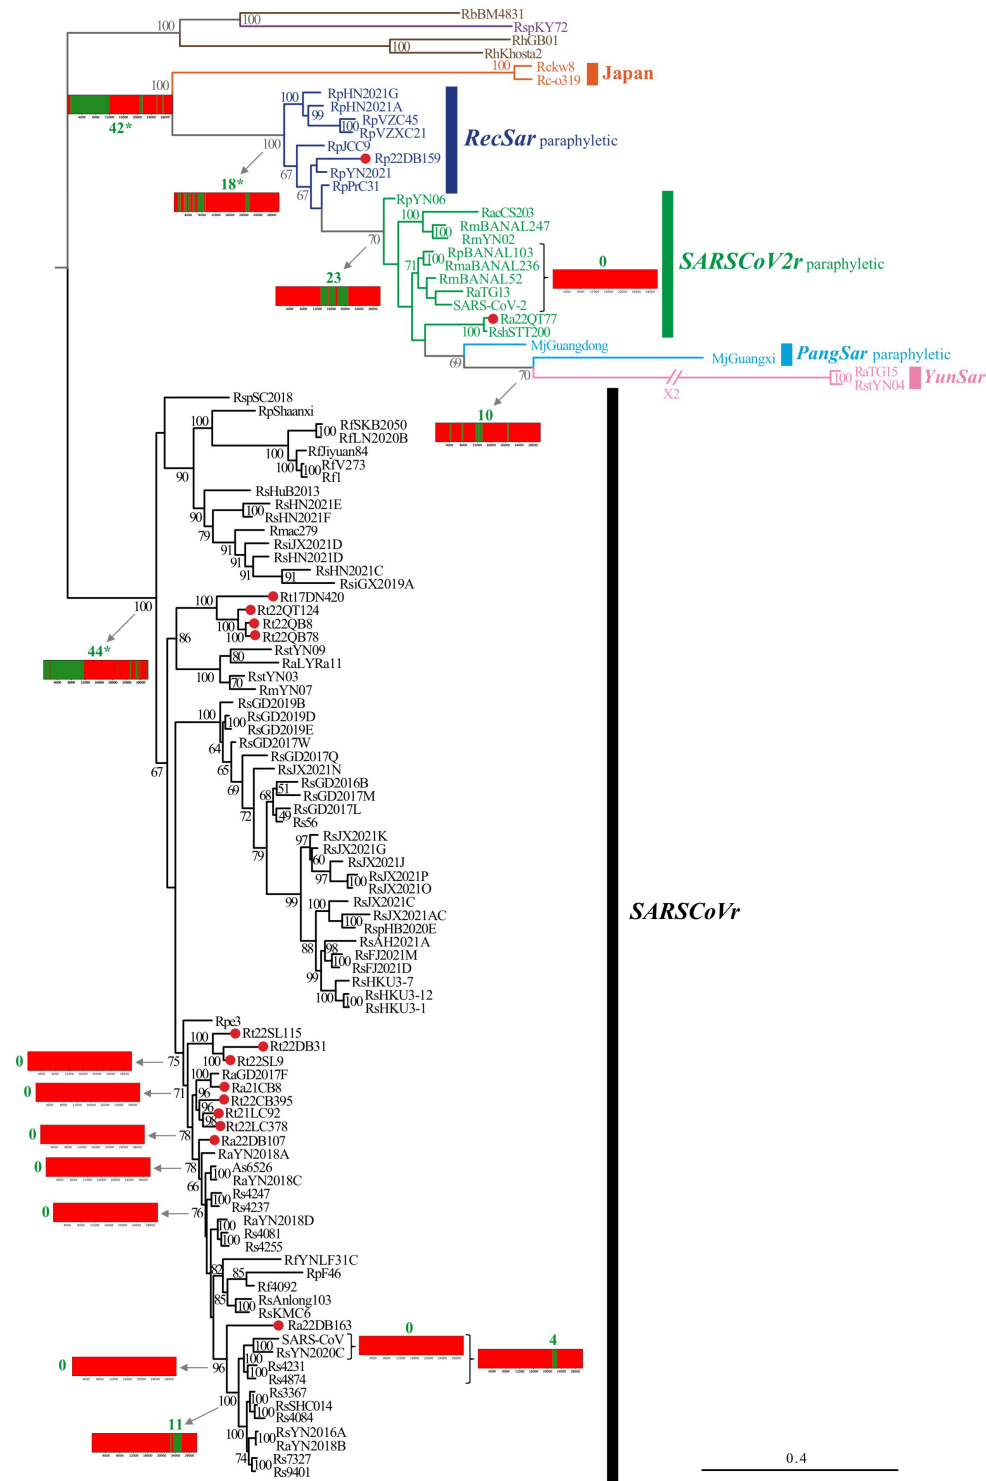 RbBM4831
100
100
RspKY72
RhGB01
100
RhKhosta2
100
Rckw8
Rc-o319
Japan
100
42*
RpHN2021G
100
RpHN2021A
99
RpVZC45
100
RpVZXC21
100
RecSar paraphyletic
RpJCC9
Rp22DB159
67
RpYN2021
18*
67
RpPrC31
RpYN06
RacCS203
100
RmBANAL247
100
RmYN02
70
RpBANAL103
100
71
RmaBANAL236
0
SARSCoV2r paraphyletic
RmBANAL52
23
RaTG13
SARS-CoV-2
Ra22QT77
100
RshSTT200
MjGuangdong
69
MjGuangxi
PangSar paraphyletic
70
RaTG15
100
RstYN04
YunSar
X2
10
RspSC2018
RpShaanxi
100
RfSKB2050
100
RfLN2020B
100
RfJiyuan84
RfV273
100
100
Rf1
90
RsHuB2013
RsHN2021E
100
90
RsHN2021F
79
Rmac279
RsiJX2021D
91
RsHN2021D
91
RsHN2021C
91
91
RsiGX2019A
Rt17DN420
100
100
Rt22QT124
100
Rt22QB8
100
Rt22QB78
86
44*
RstYN09
80
RaLYRa11
100
RstYN03
70
RmYN07
RsGD2019B
100
RsGD2019D
100
RsGD2019E
64
RsGD2017W
65
RsGD2017Q
67
RsJX2021N
69
RsGD2016B
51
68
RsGD2017M
72
RsGD2017L
49
Rs56
RsJX2021K
97
RsJX2021G
79
60
RsJX2021J
97
RsJX2021P
100
RsJX2021O
99
RsJX2021C
100
RsJX2021AC
100
SARSCoVr
RspHB2020E
RsAH2021A
88
98
RsFJ2021M
100
RsFJ2021D
99
RsHKU3-7
100
RsHKU3-12
100
RsHKU3-1
Rpe3
Rt22SL115
100
Rt22DB31
0
75
100
Rt22SL9
RaGD2017F
100
Ra21CB8
0
71
96
Rt22CB395
96
Rt21LC92
98
Rt22LC378
0
78
Ra22DB107
RaYN2018A
0
78
As6526
100
RaYN2018C
66
Rs4247
100
Rs4237
0
76
RaYN2018D
100
Rs4081
100
Rs4255
RfYNLF31C
82
RpF46
85
Rf4092
85
RsAnlong103
100
RsKMC6
Ra22DB163
0
SARS-CoV
100
RsYN2020C
4
0
96
100
Rs4231
100
Rs4874
Rs3367
100
100
RsSHC014
100
Rs4084
11
100
RsYN2016A
100
RaYN2018B
74
Rs7327
100
Rs9401
0.4